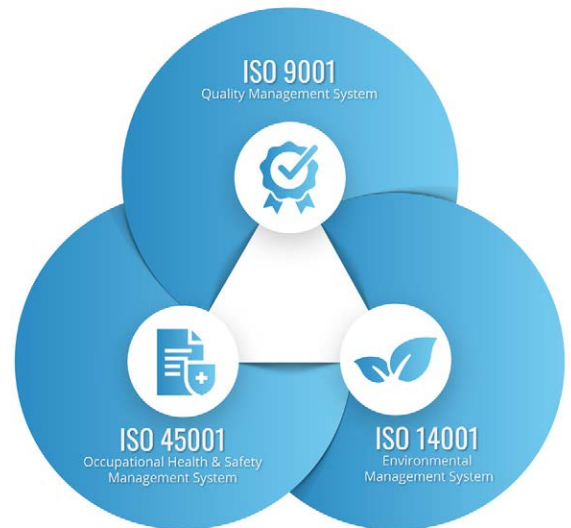 ISO 9001
Quality Management System
ISO 45001
Occupational Health & Safety
Management System
ISO 14001
Environmental
Management System